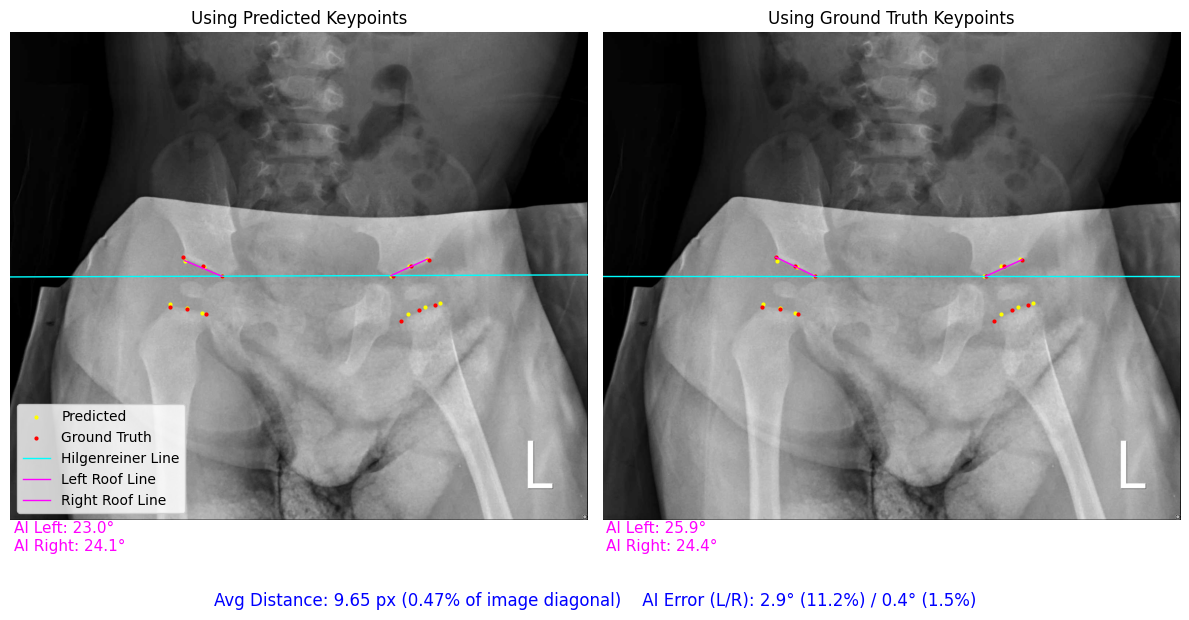 Using Predicted Keypoints
Using Ground Truth Keypoints
Predicted
Ground Truth
Hilgenreiner Line
Left Roof Line
Right Roof Line
L
L
AI Left: 23.0°
AI Right: 24.1°
AI Left: 25.9°
AI Right: 24.4°
Avg Distance: 9.65 px (0.47% of image diagonal)    AI Error (L/R): 2.9° (11.2%) / 0.4° (1.5%)